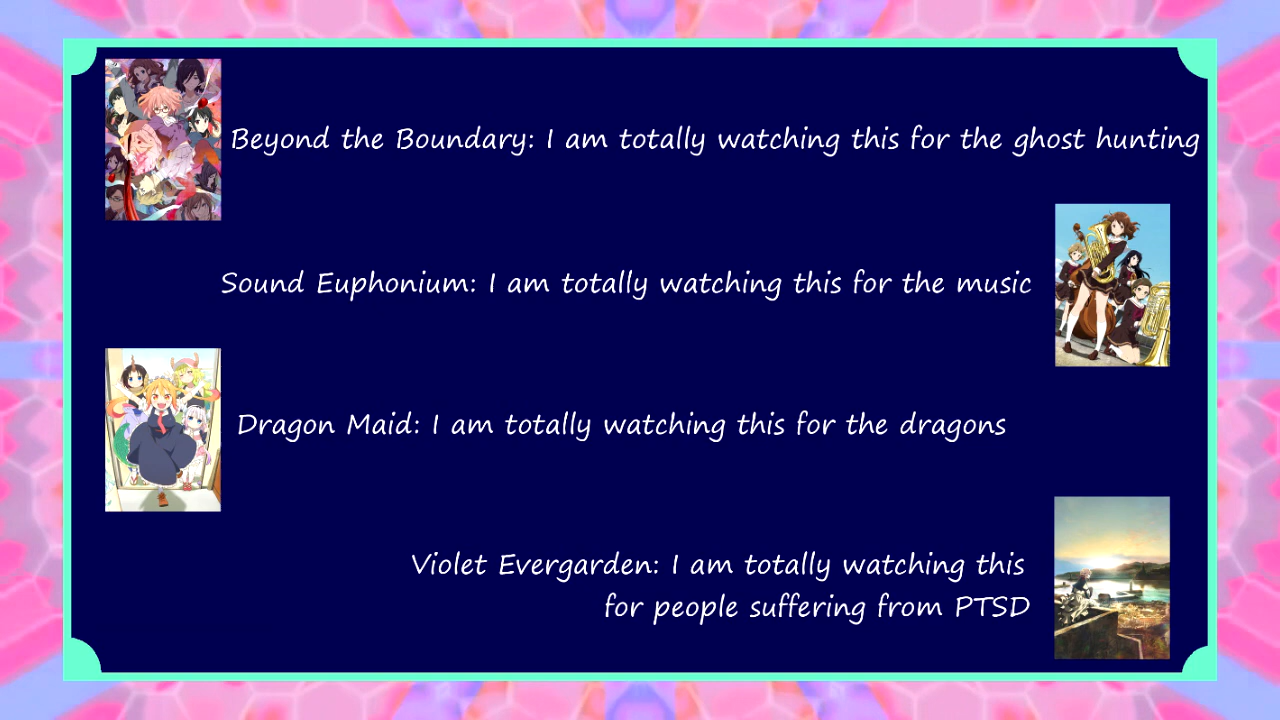 Beyond the Boundary: I am totally watching this for the ghost hunting
Sound Euphonium: I am totally watching this for the music
Dragon Maid: I am totally watching this for the dragons
Violet Evergarden: I am totally watching this
for people suffering from PTSD